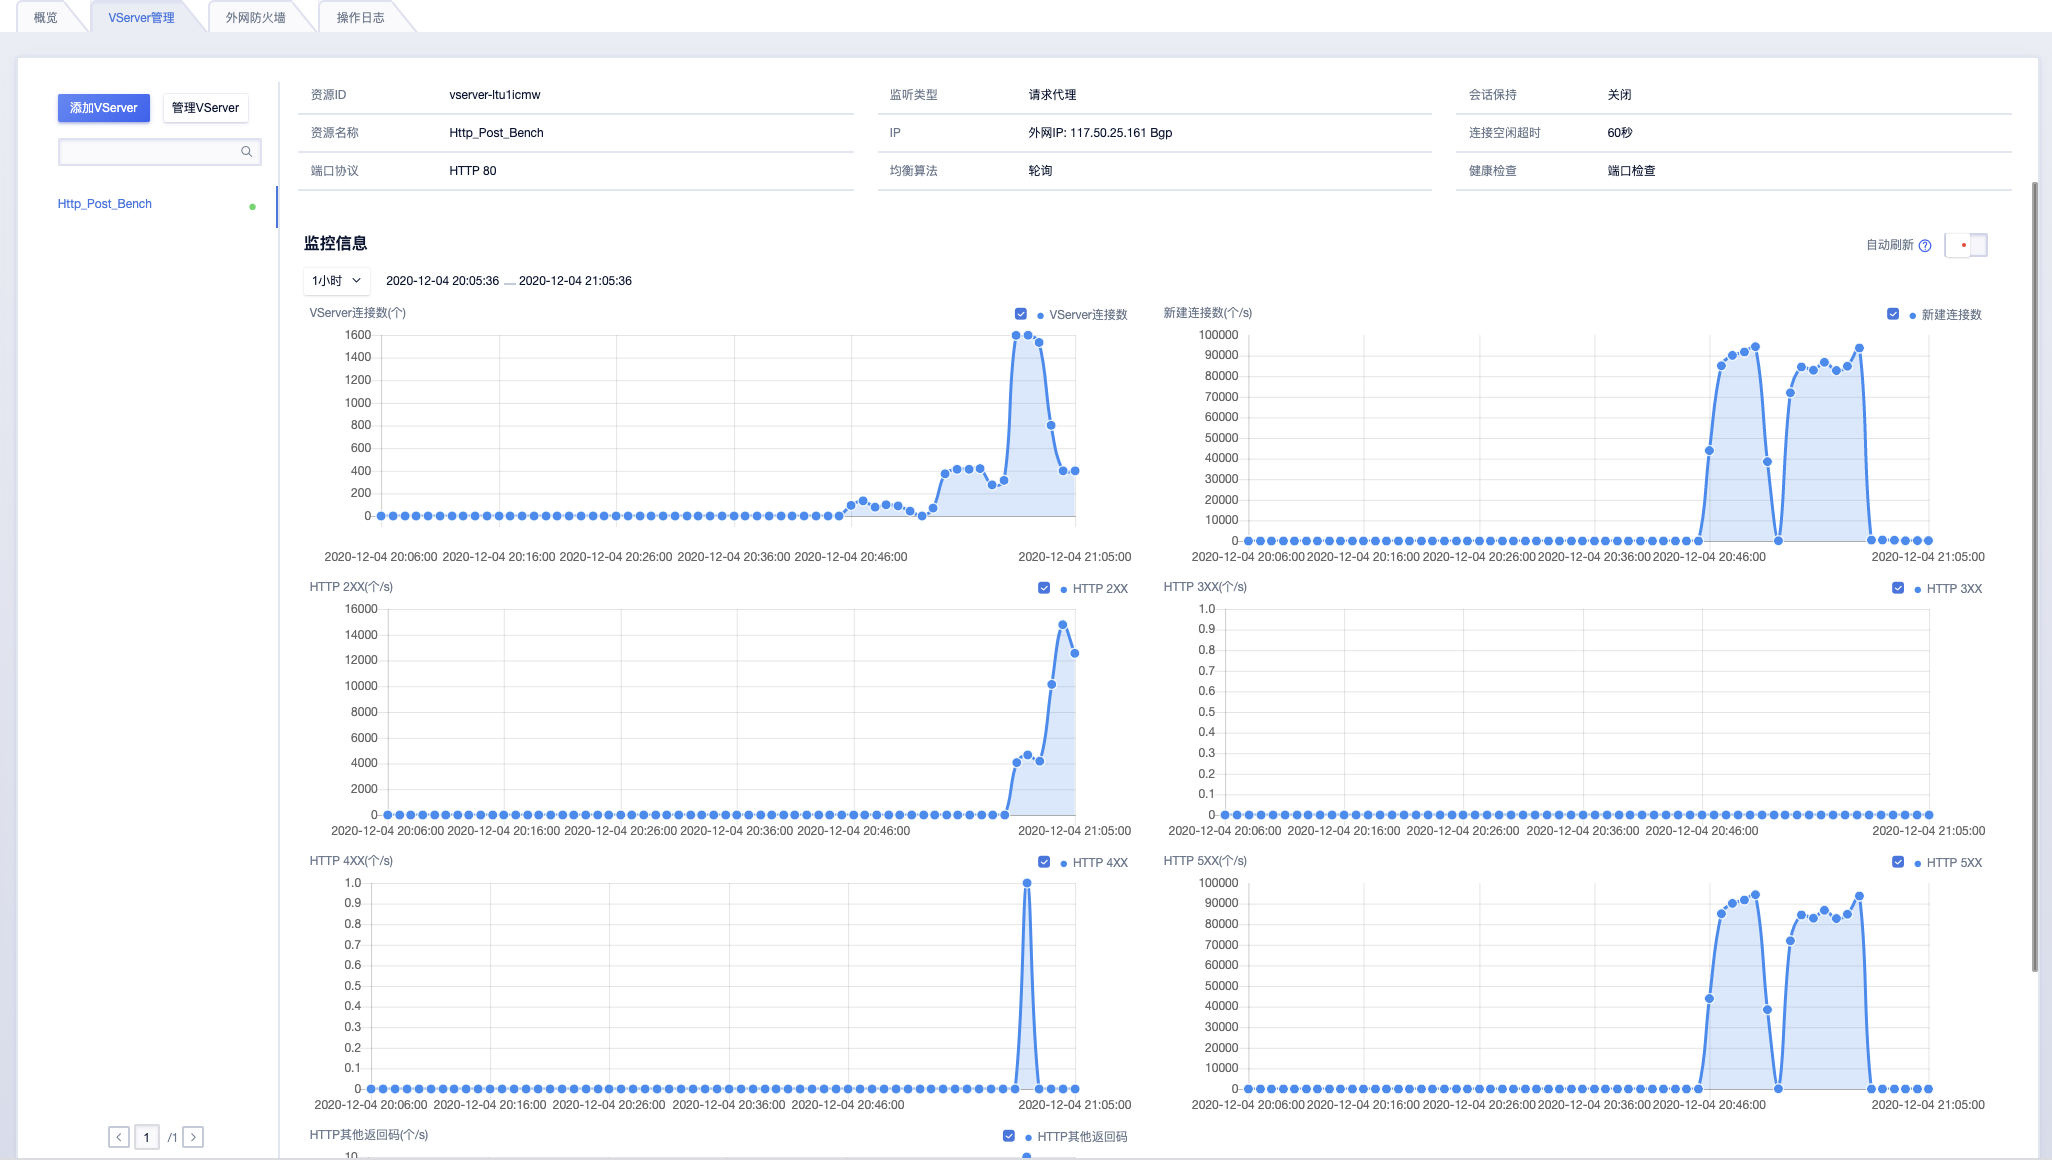 概览 VServer管理 外网防火墙 操作日志
添加VServer 管理VServer
Http_Post_Bench
资源ID vserver-ltu1icmw 监听类型 请求代理 会话保持 关闭
资源名称 Http_Post_Bench IP 外网IP: 117.50.25.161 Bgp 连接空闲超时 60秒
端口协议 HTTP 80 均衡算法 轮询 健康检查 端口检查
监控信息
自动刷新
1小时 2020-12-04 20:05:36 — 2020-12-04 21:05:36
VServer连接数(个) VServer连接数
1600
1400
1200
1000
800
600
400
200
0
2020-12-04 20:06:00 2020-12-04 20:16:00 2020-12-04 20:26:00 2020-12-04 20:36:00 2020-12-04 20:46:00 2020-12-04 21:05:00
新建连接数(个/s) 新建连接数
100000
90000
80000
70000
60000
50000
40000
30000
20000
10000
0
2020-12-04 20:06:00 2020-12-04 20:16:00 2020-12-04 20:26:00 2020-12-04 20:36:00 2020-12-04 20:46:00 2020-12-04 21:05:00
HTTP 2XX(个/s) HTTP 2XX
16000
14000
12000
10000
8000
6000
4000
2000
0
2020-12-04 20:06:00 2020-12-04 20:16:00 2020-12-04 20:26:00 2020-12-04 20:36:00 2020-12-04 20:46:00 2020-12-04 21:05:00
HTTP 3XX(个/s) HTTP 3XX
1.0
0.9
0.8
0.7
0.6
0.5
0.4
0.3
0.2
0.1
0
2020-12-04 20:06:00 2020-12-04 20:16:00 2020-12-04 20:26:00 2020-12-04 20:36:00 2020-12-04 20:46:00 2020-12-04 21:05:00
HTTP 4XX(个/s) HTTP 4XX
1.0
0.9
0.8
0.7
0.6
0.5
0.4
0.3
0.2
0.1
0
2020-12-04 20:06:00 2020-12-04 20:16:00 2020-12-04 20:26:00 2020-12-04 20:36:00 2020-12-04 20:46:00 2020-12-04 21:05:00
HTTP 5XX(个/s) HTTP 5XX
100000
90000
80000
70000
60000
50000
40000
30000
20000
10000
0
2020-12-04 20:06:00 2020-12-04 20:16:00 2020-12-04 20:26:00 2020-12-04 20:36:00 2020-12-04 20:46:00 2020-12-04 21:05:00
HTTP其他返回码(个/s) HTTP其他返回码
10
1 /1